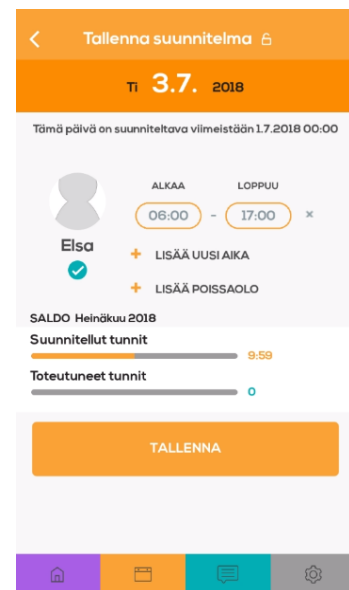 Tallenna suunnitelma
Ti 3.7. 2018
Tämä päivä on suunniteltava viimeistään 1.7.2018 00:00
ALKAA LOPPUU
06:00 - 17:00 ×
Elsa
+ LISÄÄ UUSI AIKA
+ LISÄÄ POISSAOLO
SALDO Heinäkuu 2018
Suunnitellut tunnit
9:59
Toteutuneet tunnit
0
TALLENNA